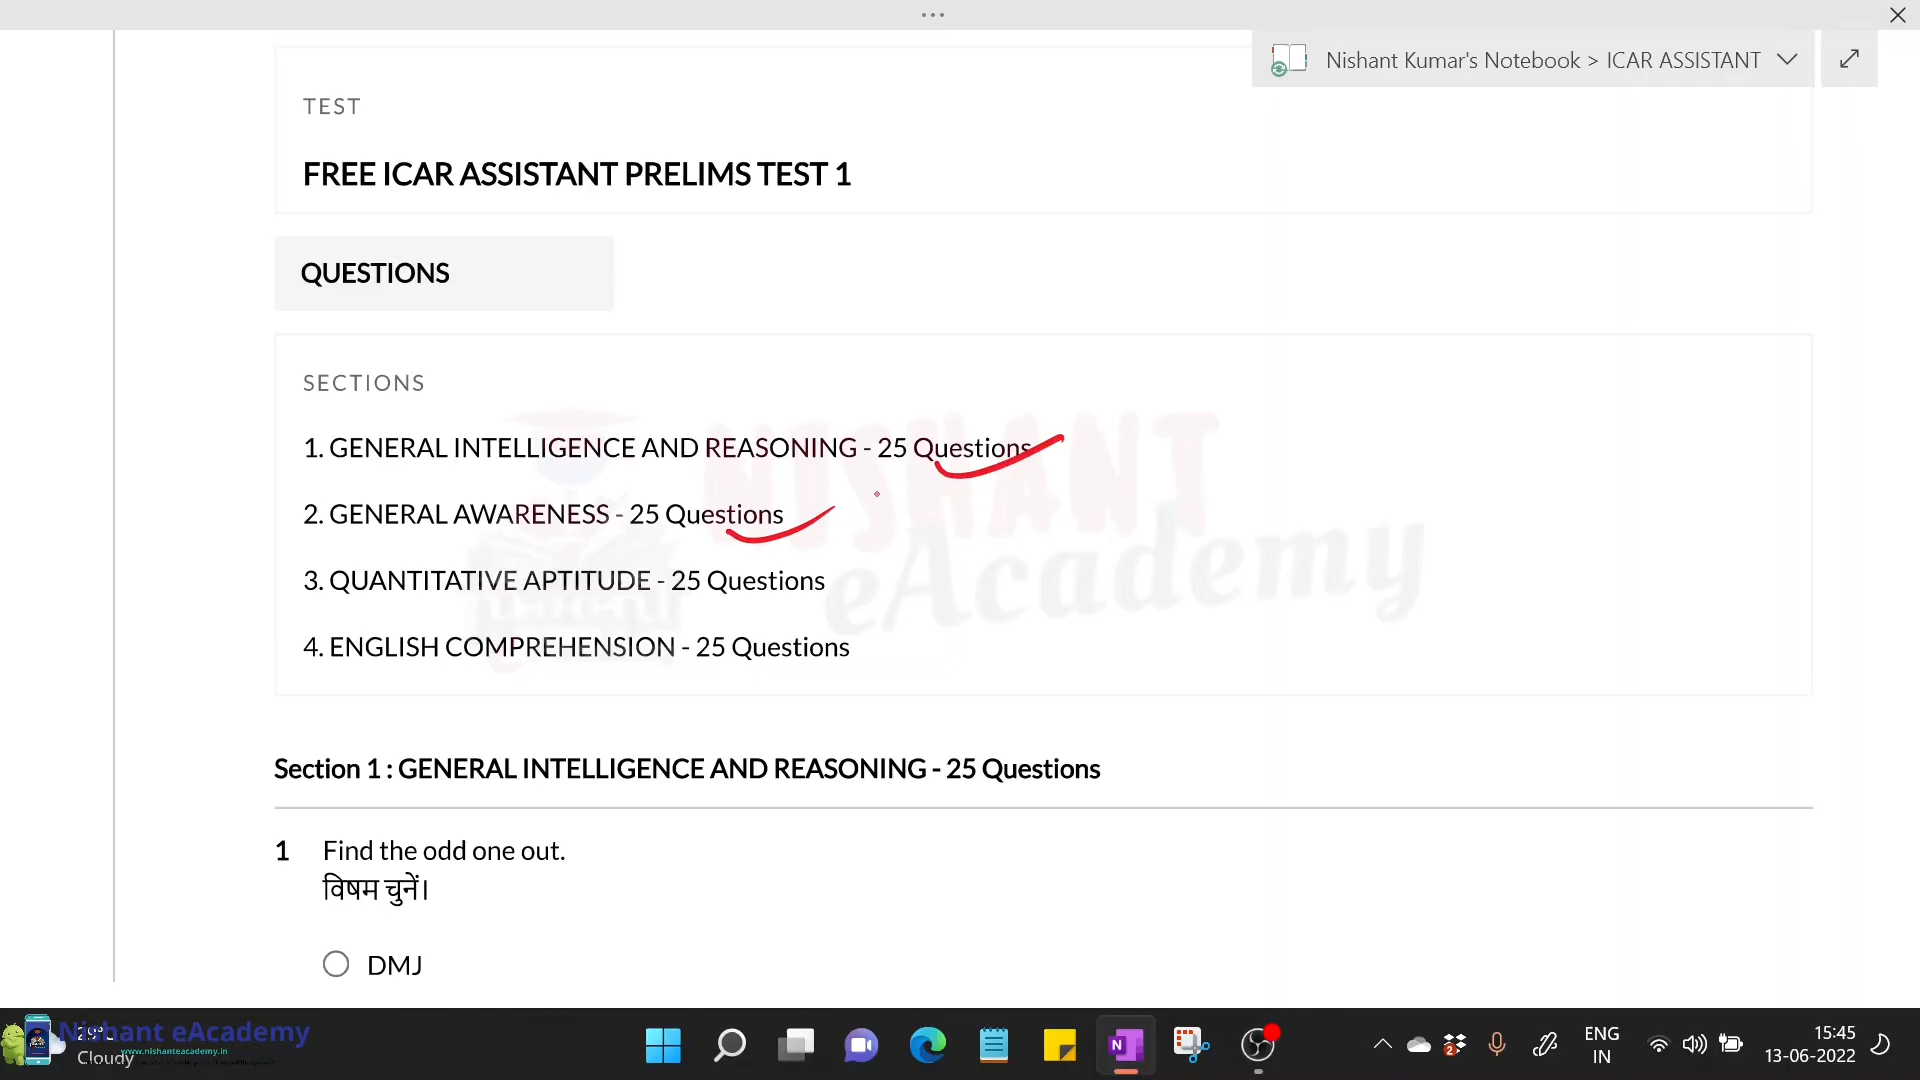 Nishant Kumar's Notebook > ICAR ASSISTANT
TEST
FREE ICAR ASSISTANT PRELIMS TEST 1
QUESTIONS
SECTIONS
1. GENERAL INTELLIGENCE AND REASONING - 25 Questions
2. GENERAL AWARENESS - 25 Questions
3. QUANTITATIVE APTITUDE - 25 Questions
4. ENGLISH COMPREHENSION - 25 Questions
NISHANT
eAcademy
Section 1 : GENERAL INTELLIGENCE AND REASONING - 25 Questions
1 Find the odd one out.
विषम चुनें।
DMJ
Nishant eAcademy
www.nishanteacademy.in
Cloudy
2
ENG
IN
15:45
13-06-2022